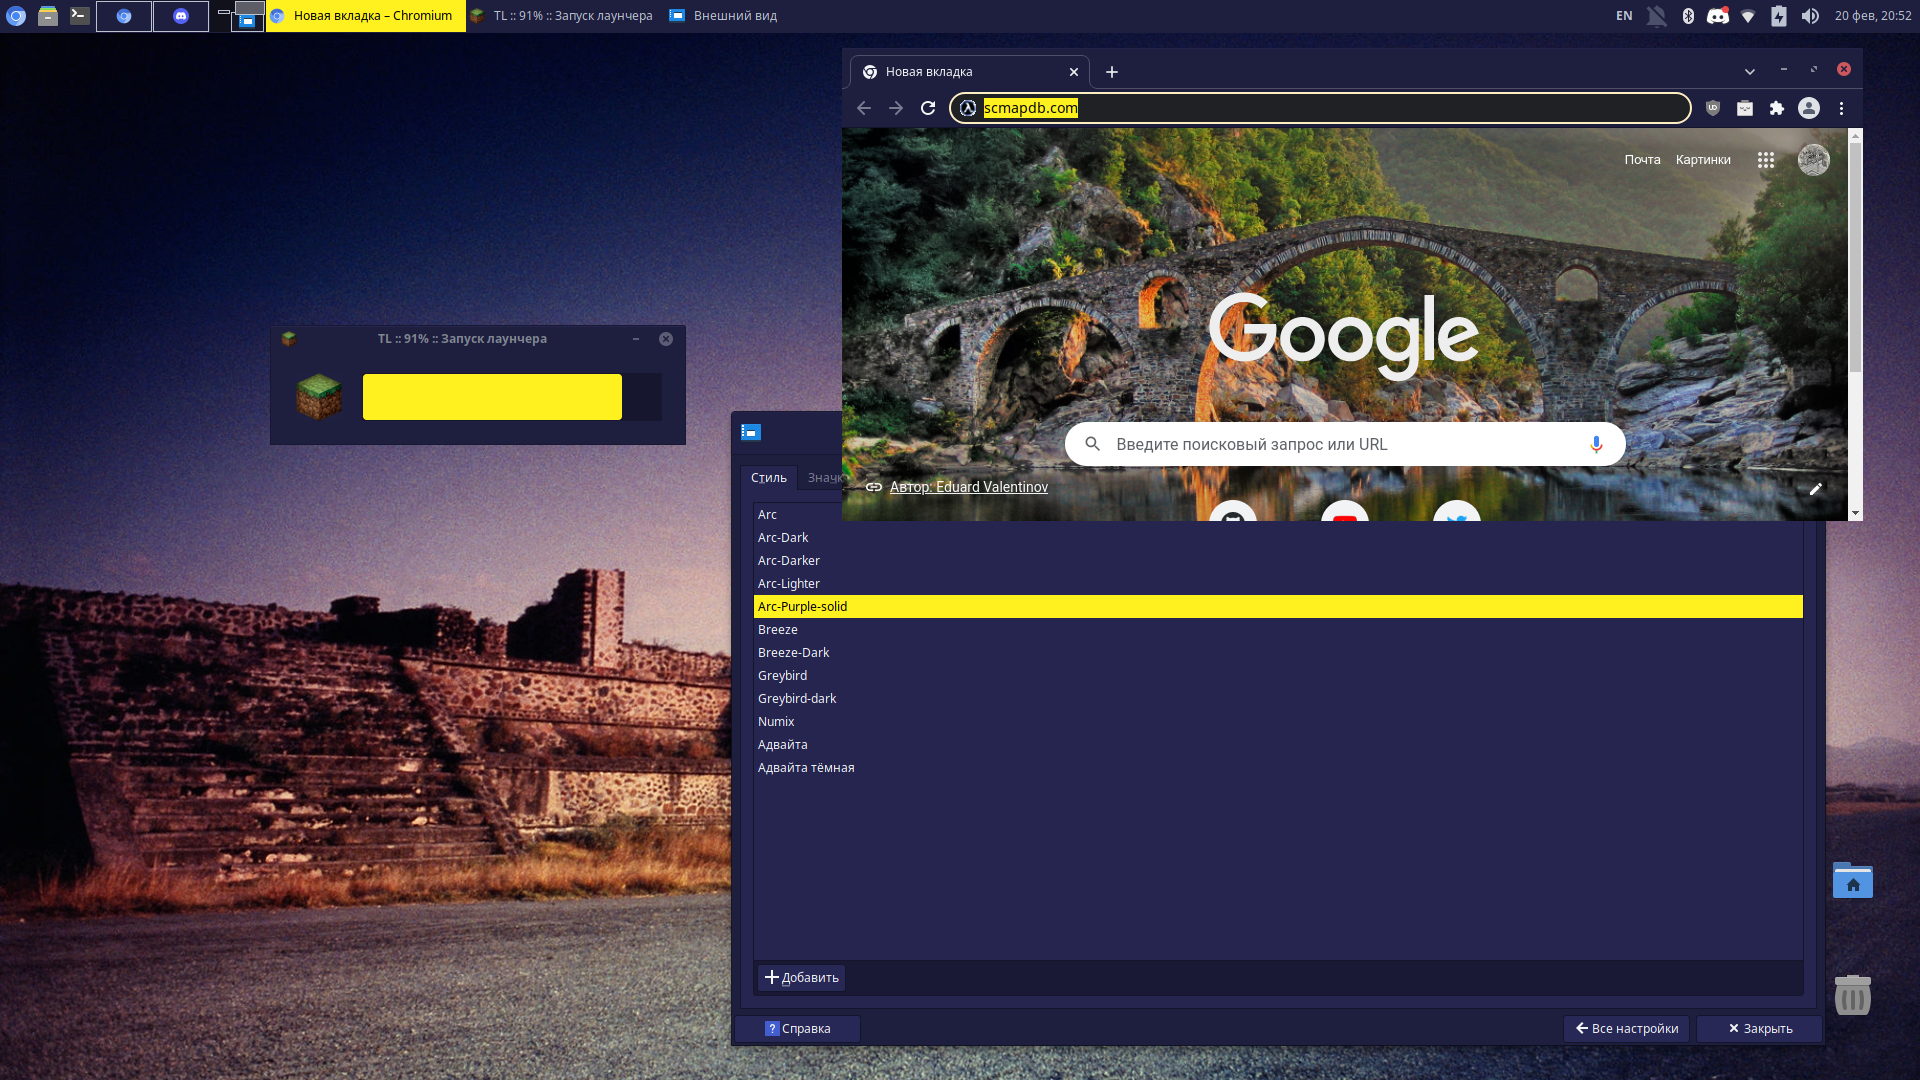 Новая вкладка – Chromium
TL :: 91% :: Запуск лаунчера
Внешний вид
EN
20 фев, 20:52
Новая вкладка
scmapdb.com
Почта
Картинки
Google
Введите поисковый запрос или URL
Автор: Eduard Valentinov
TL :: 91% :: Запуск лаунчера
Стиль
Arc
Arc-Dark
Arc-Darker
Arc-Lighter
Arc-Purple-solid
Breeze
Breeze-Dark
Greybird
Greybird-dark
Numix
Адвайта
Адвайта тёмная
Добавить
Справка
Все настройки
Закрыть